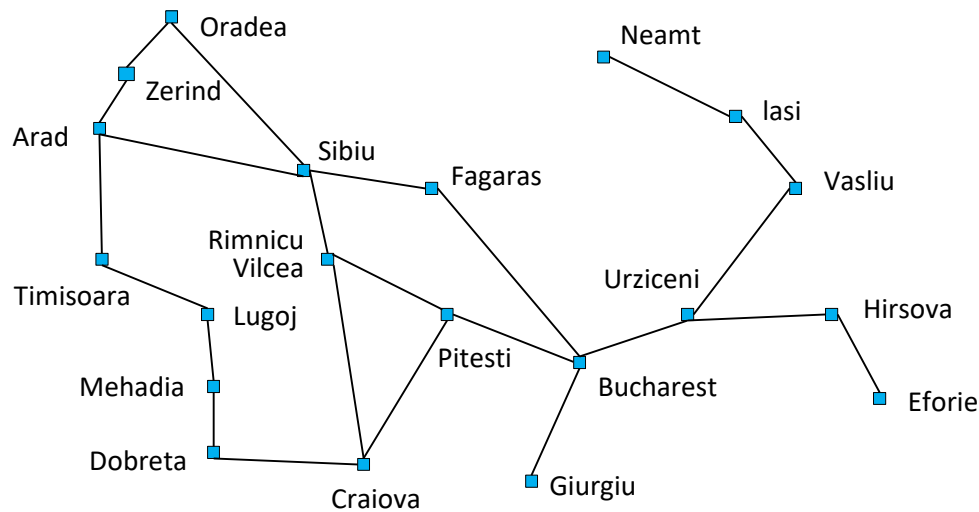 Oradea
Neamt
Zerind
Iasi
Arad
Sibiu
Fagaras
Vasliu
Rimnicu
Vilcea
Urziceni
Timisoara
Lugoj
Hirsova
Pitesti
Mehadia
Bucharest
Eforie
Dobreta
Craiova
Giurgiu